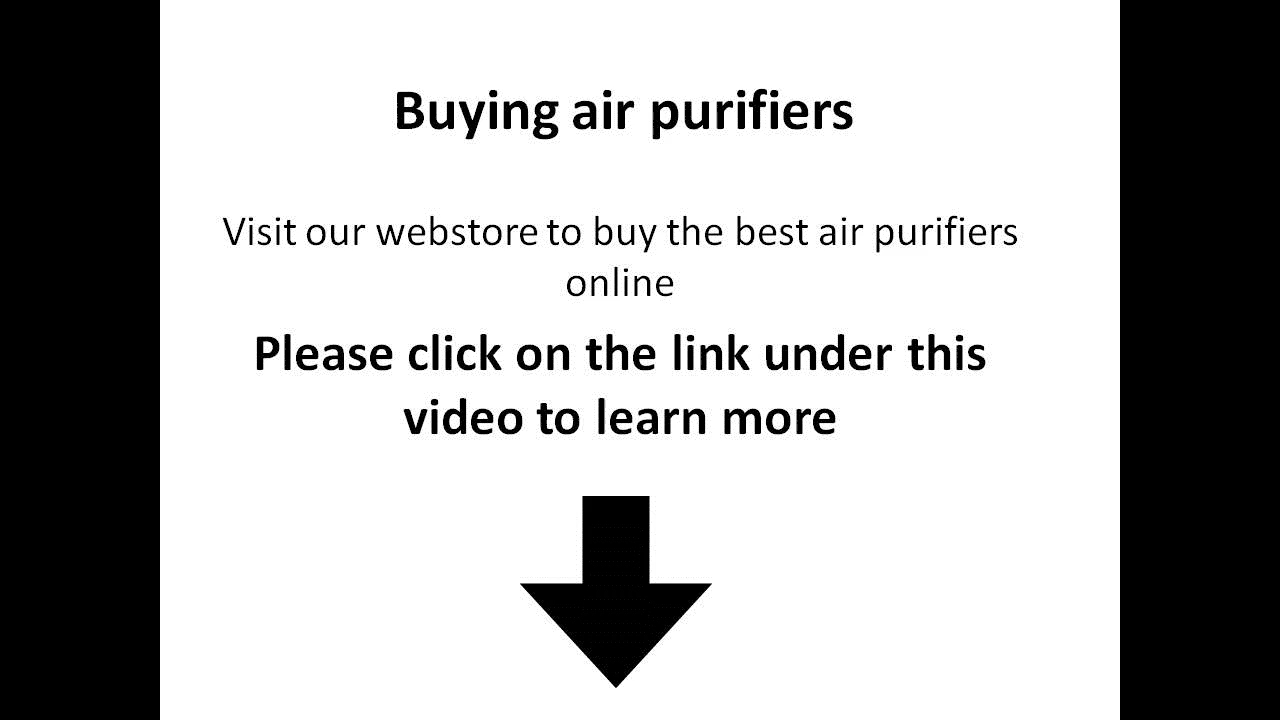 Buying air purifiers
Visit our webstore to buy the best air purifiers
online
Please click on the link under this
video to learn more